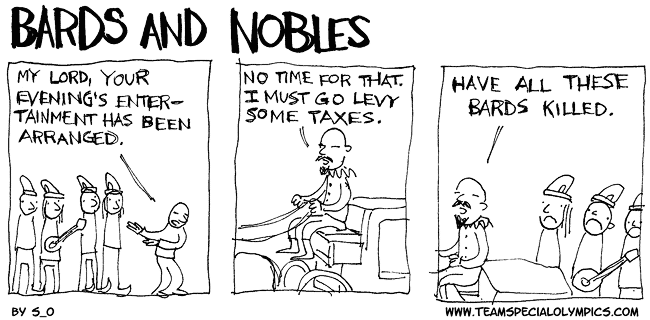 BARDS AND NOBLES
MY LORD, YOUR
EVENING'S ENTER-
TAINMENT HAS BEEN
ARRANGED.
NO TIME FOR THAT.
I MUST GO LEVY
SOME TAXES.
HAVE ALL THESE
BARDS KILLED.
BY S_O
WWW.TEAMSPECIALOLYMPICS.COM